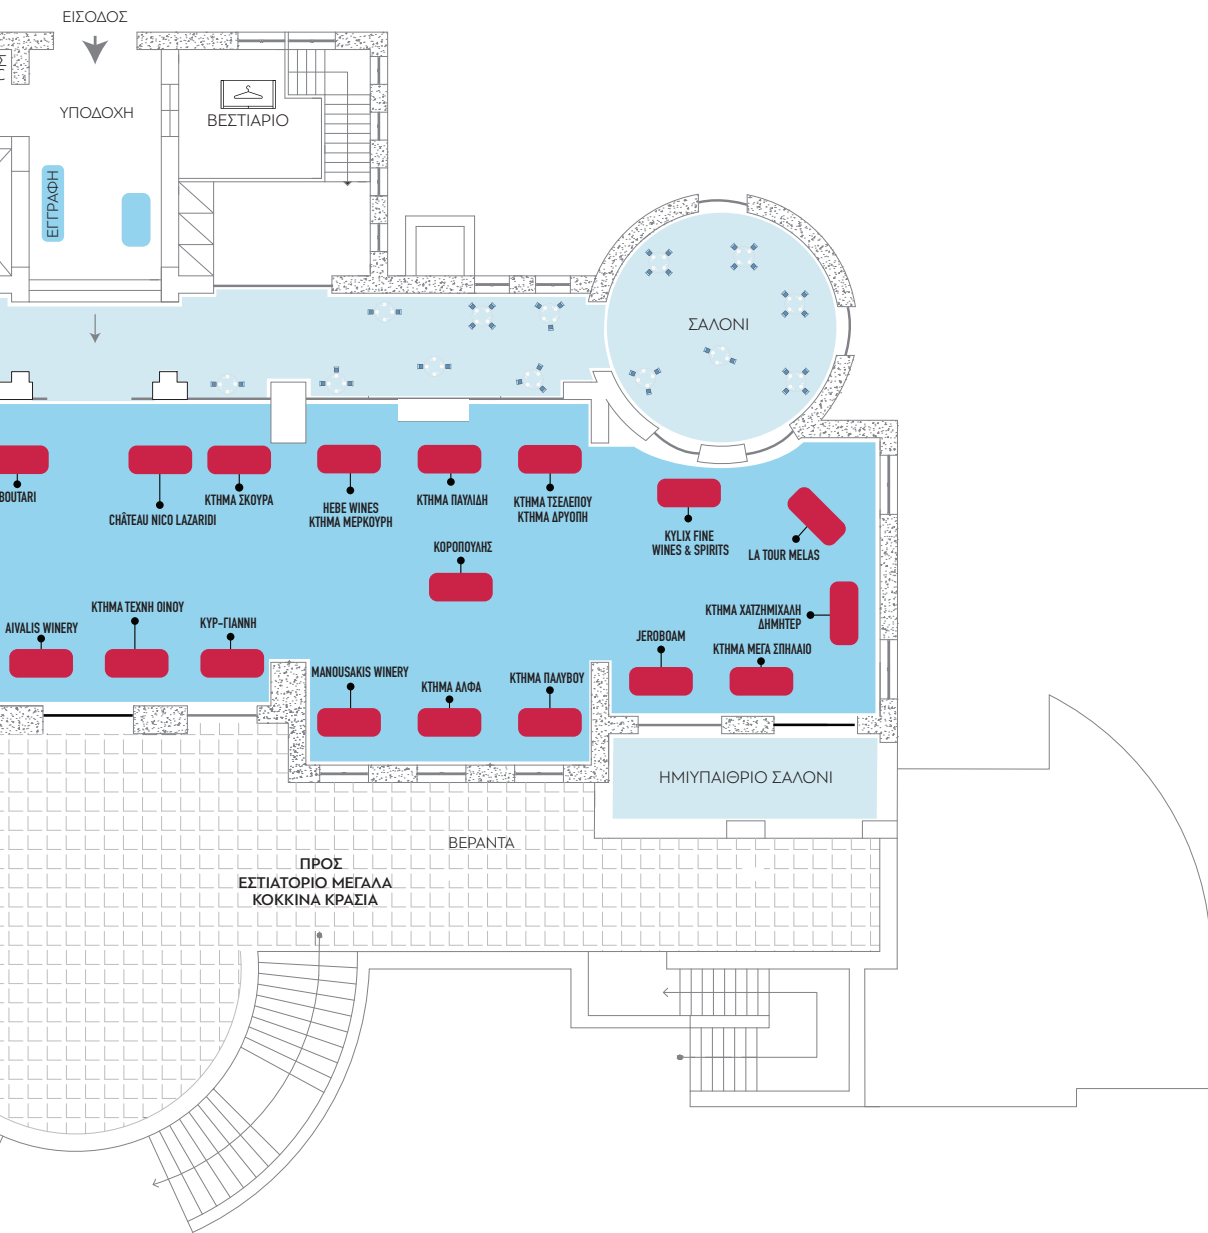 ΕΙΣΟΔΟΣ
ΥΠΟΔΟΧΗ
ΒΕΣΤΙΑΡΙΟ
ΕΓΓΡΑΦΗ
ΣΑΛΟΝΙ
BOUTARI
CHÂTEAU NICO LAZARIDI
ΚΤΗΜΑ ΣΚΟΥΡΑ
HEBE WINES
ΚΤΗΜΑ ΜΕΡΚΟΥΡΗ
ΚΤΗΜΑ ΠΑΥΛΙΔΗ
ΚΤΗΜΑ ΤΣΕΛΕΠΟΥ
ΚΤΗΜΑ ΔΡΥΟΠΗ
KYLIX FINE
WINES & SPIRITS
LA TOUR MELAS
ΚΟΡΟΠΟΥΛΗΣ
AIVALIS WINERY
ΚΤΗΜΑ ΤΕΧΝΗ ΟΙΝΟΥ
ΚΥΡ-ΓΙΑΝΝΗ
ΚΤΗΜΑ ΧΑΤΖΗΜΙΧΑΛΗ
ΔΗΜΗΤΕΡ
JEROBOAM
ΚΤΗΜΑ ΜΕΓΑ ΣΠΗΛΑΙΟ
MANOUSAKIS WINERY
ΚΤΗΜΑ ΑΛΦΑ
ΚΤΗΜΑ ΠΑΛΥΒΟΥ
ΗΜΙΥΠΑΙΘΡΙΟ ΣΑΛΟΝΙ
ΒΕΡΑΝΤΑ
ΠΡΟΣ
ΕΣΤΙΑΤΟΡΙΟ ΜΕΓΑΛΑ
ΚΟΚΚΙΝΑ ΚΡΑΣΙΑ